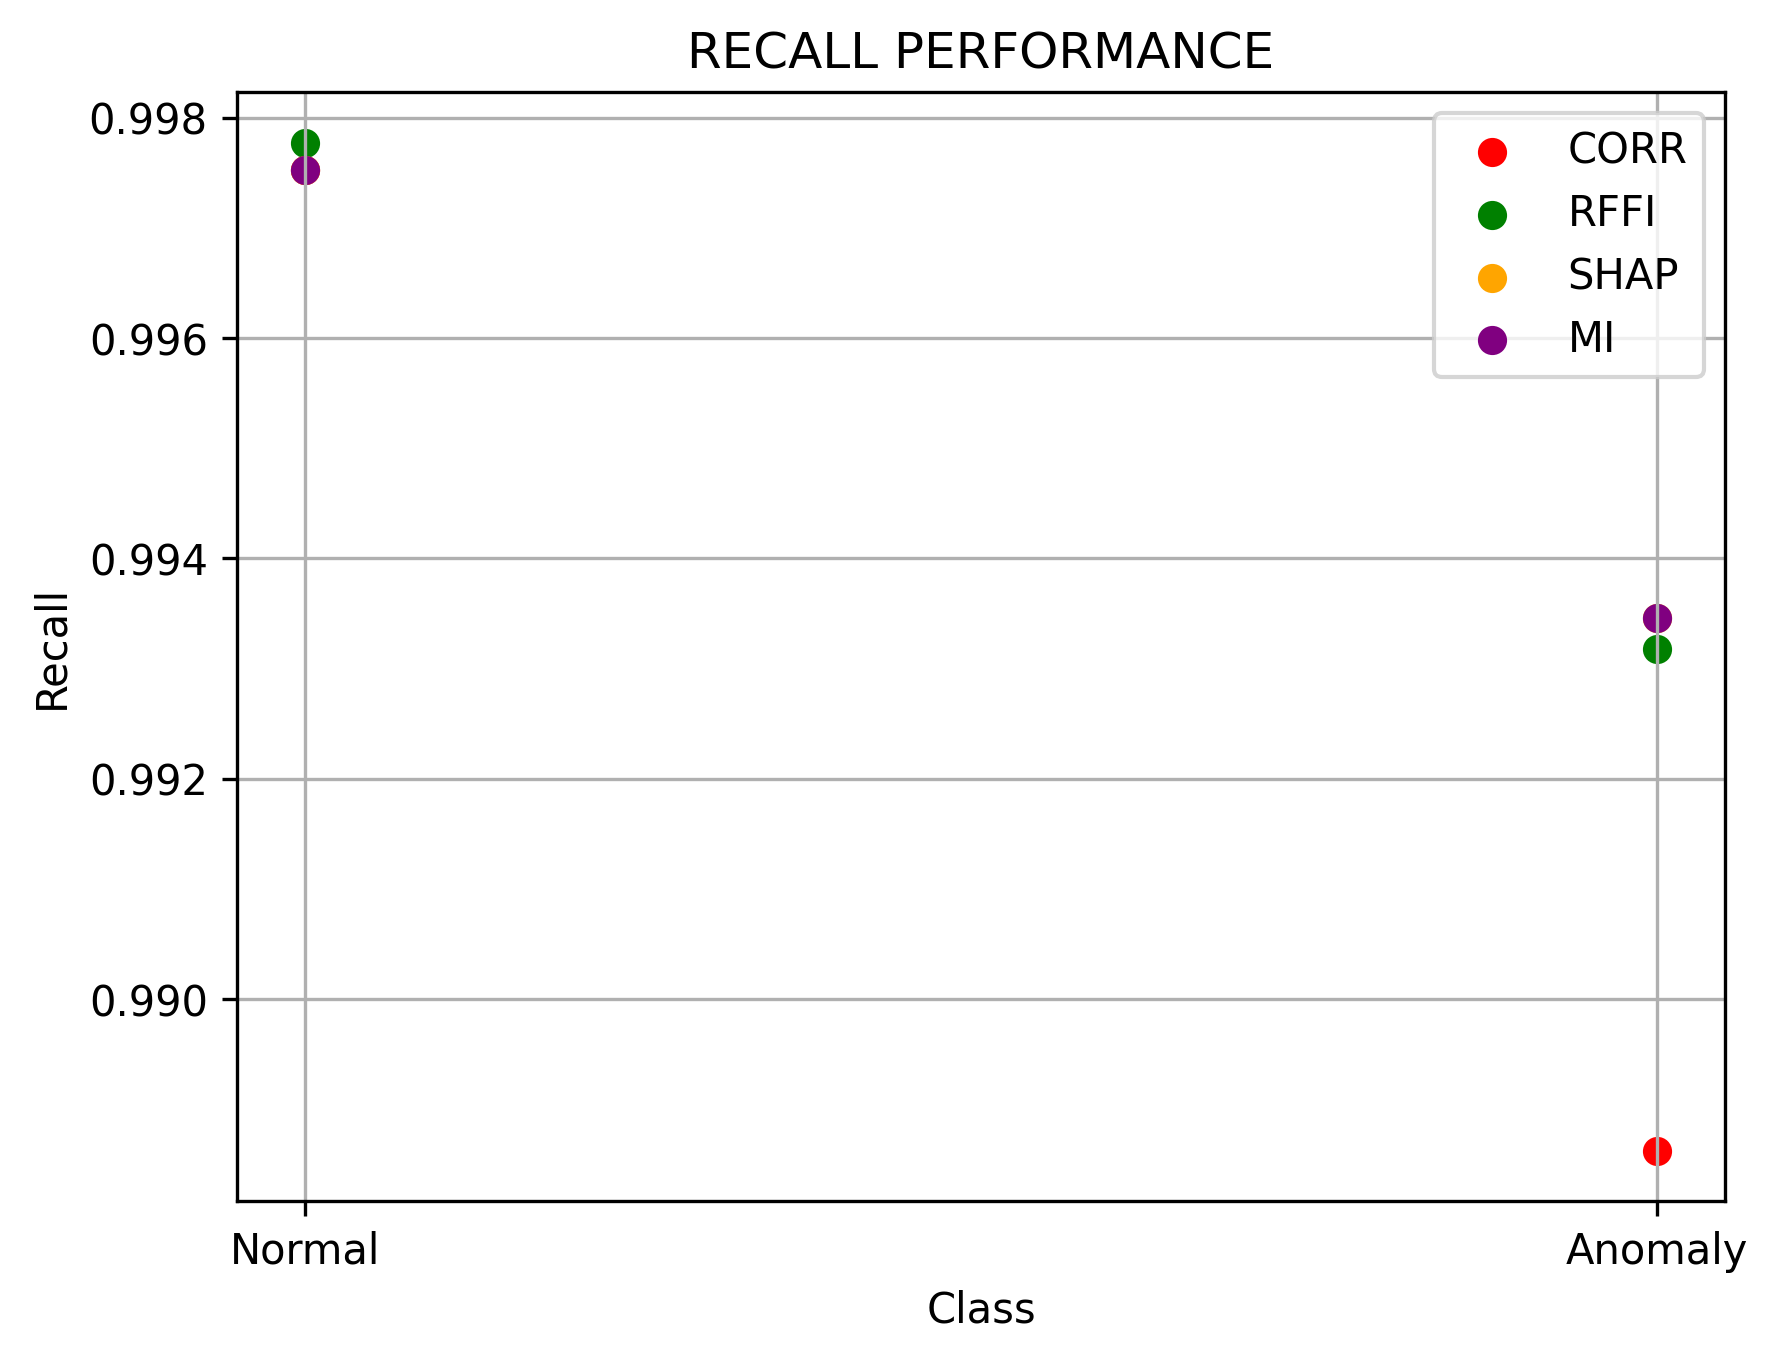 RECALL PERFORMANCE
0.998
0.996
0.994
0.992
0.990
Recall
CORR
RFFI
SHAP
MI
Normal
Anomaly
Class